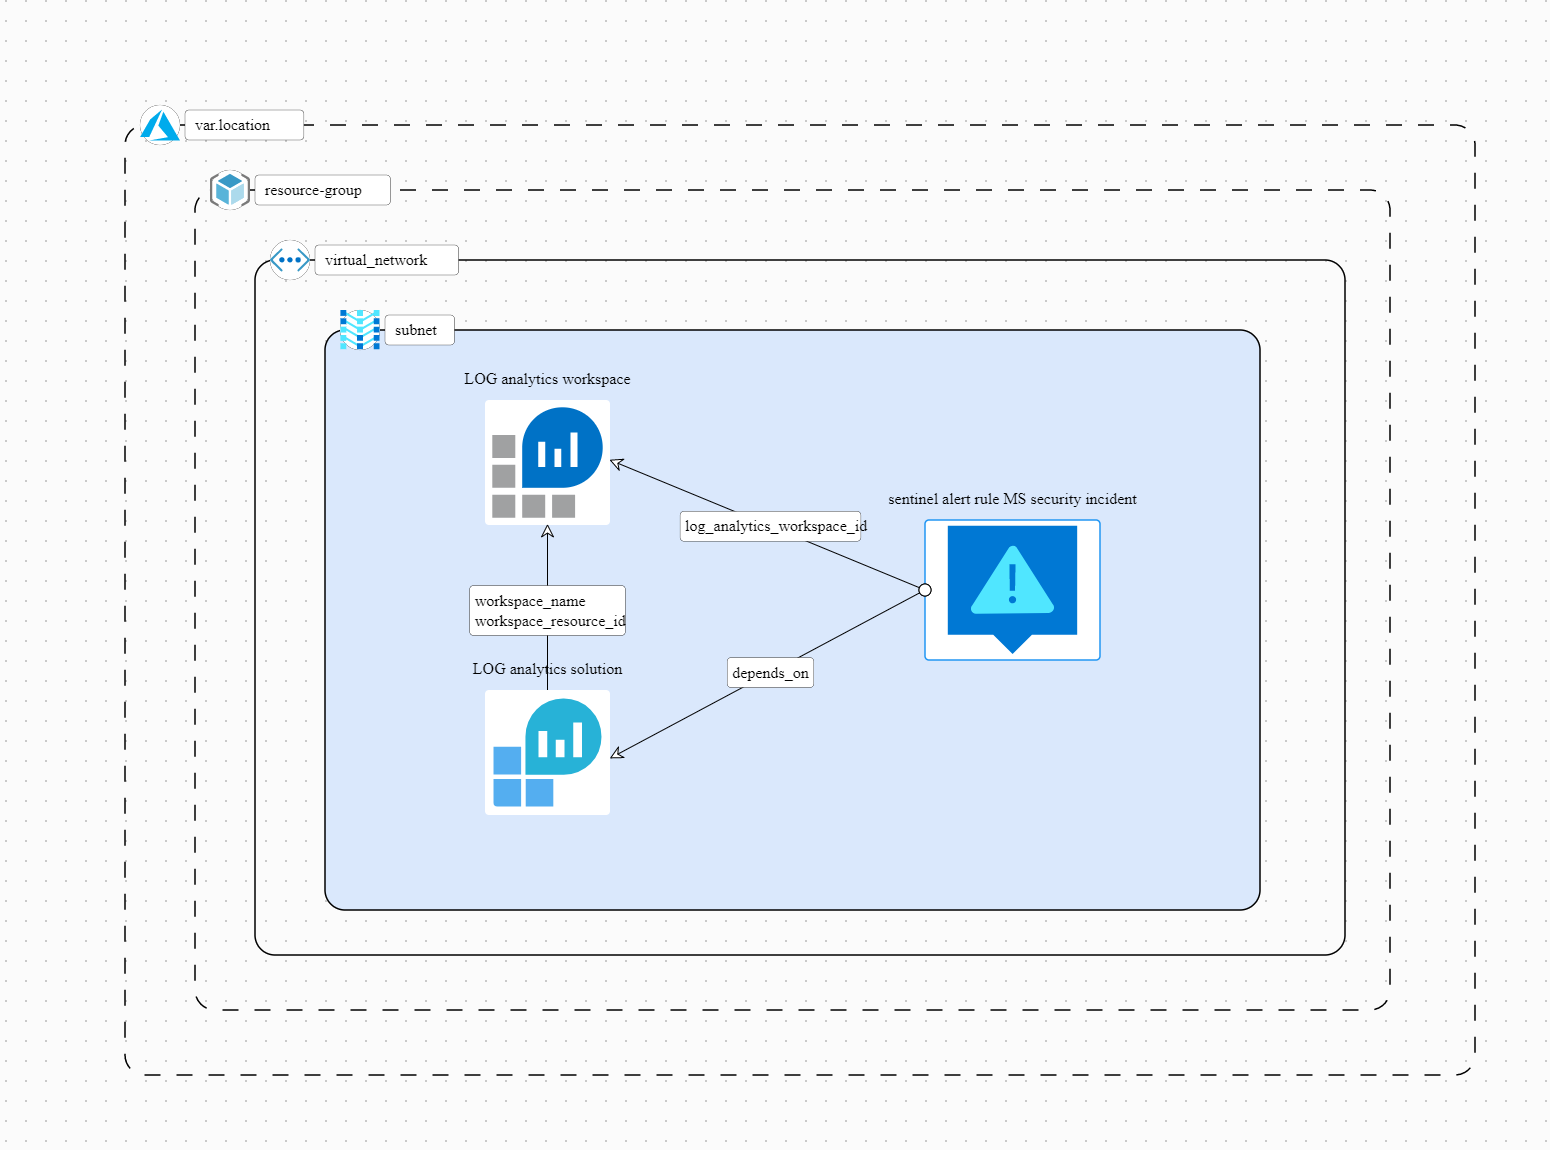 var.location
resource-group
virtual_network
subnet
LOG analytics workspace
sentinel alert rule MS security incident
log_analytics_workspace_id
workspace_name
workspace_resource_id
LOG analytics solution
depends_on